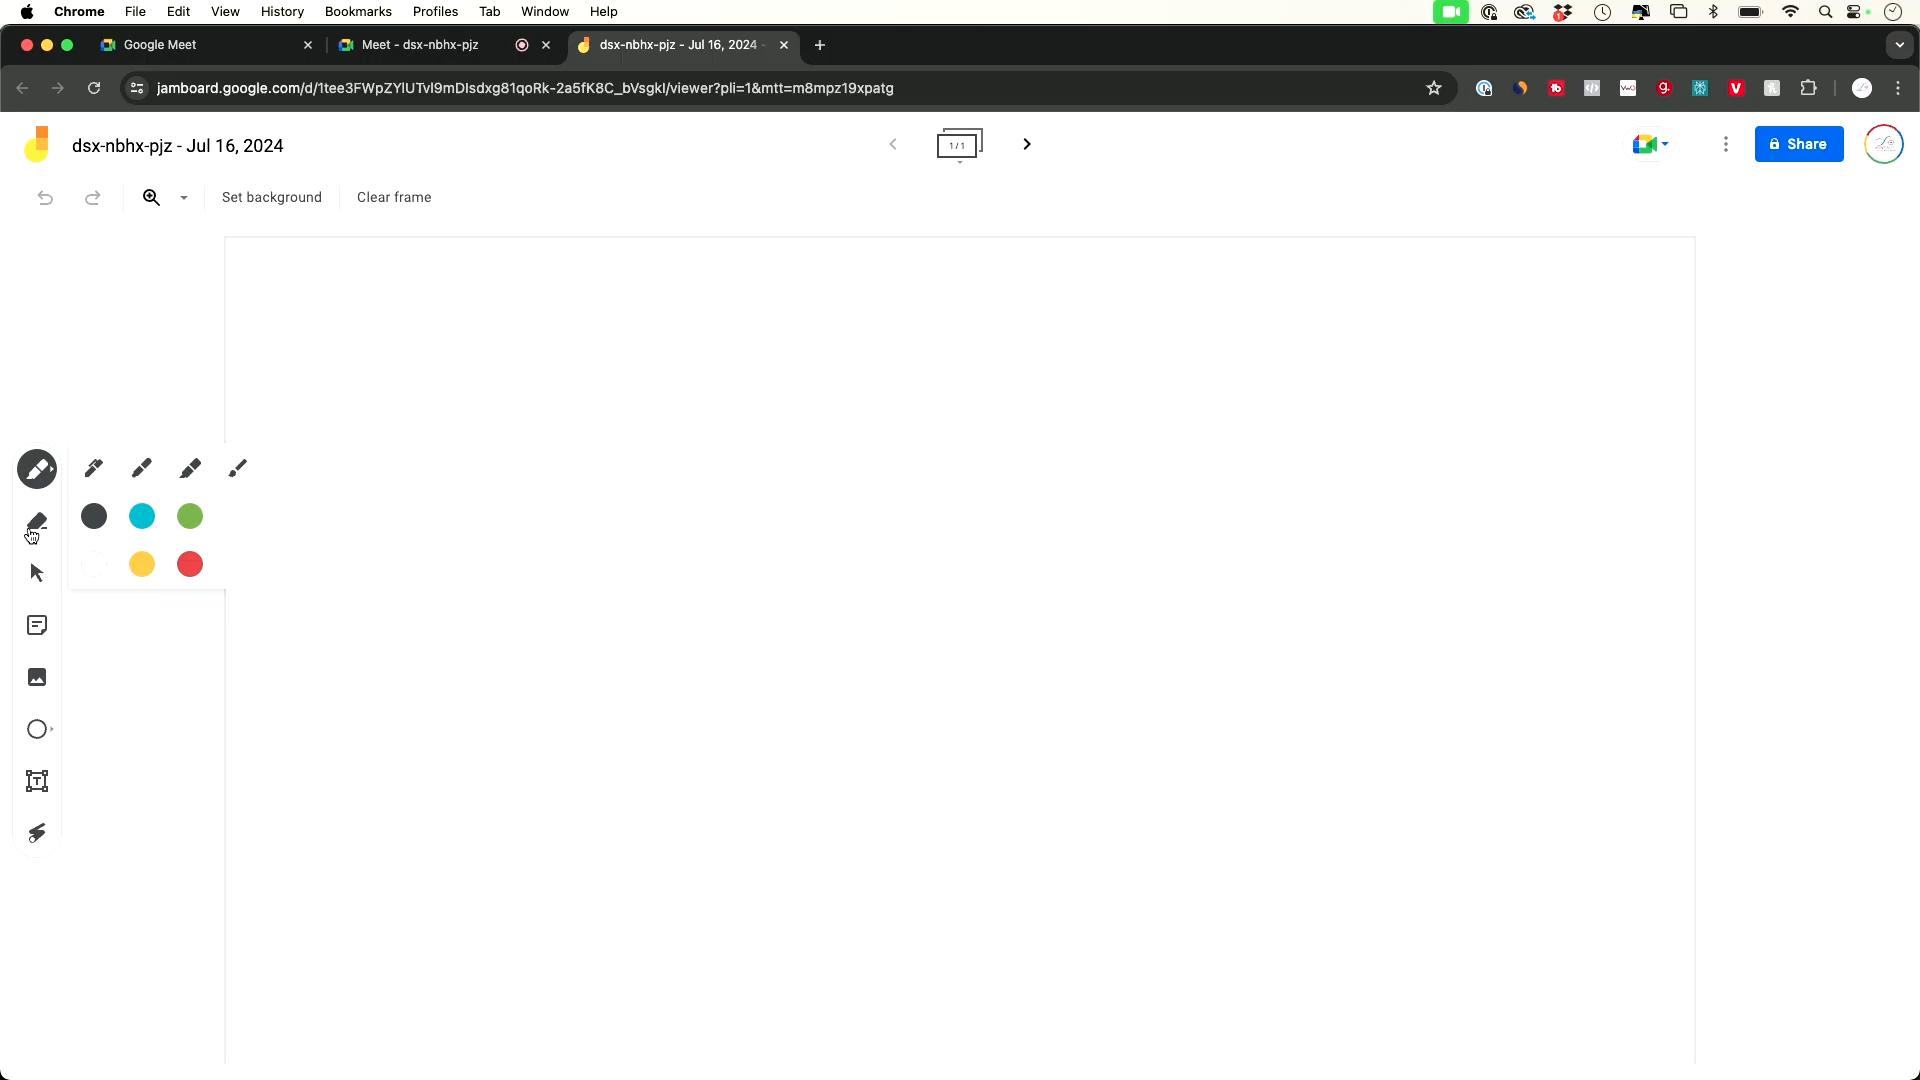 Chrome File Edit View History Bookmarks Profiles Tab Window Help
Google Meet
Meet - dsx-nbhx-pjz
dsx-nbhx-pjz - Jul 16, 2024 -
jamboard.google.com/d/1tee3FWpZYlUTvl9mDlsdxg81qoRk-2a5fK8C_bVsgkl/viewer?pli=1&mtt=m8mpz19xpatg
dsx-nbhx-pjz - Jul 16, 2024
1/1
Share
Set background
Clear frame